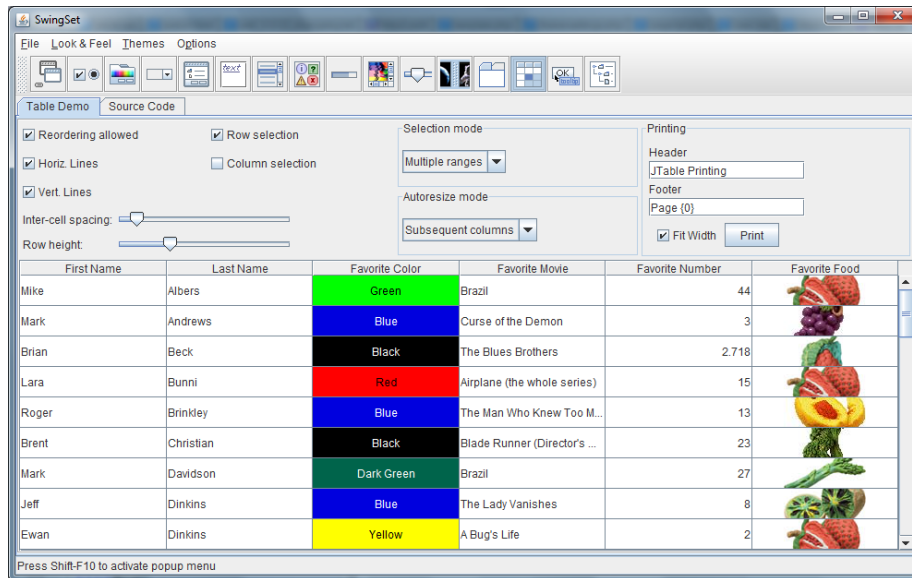 SwingSet
File Look & Feel Themes Options
text
OK
Table Demo Source Code
Reordering allowed
Row selection
Horiz. Lines
Column selection
Vert. Lines
Inter-cell spacing:
Row height:
Selection mode
Multiple ranges
Autoresize mode
Subsequent columns
Printing
Header
JTable Printing
Footer
Page {0}
Fit Width Print
First Name Last Name Favorite Color Favorite Movie Favorite Number Favorite Food
Mike Albers Green Brazil 44
Mark Andrews Blue Curse of the Demon 3
Brian Beck Black The Blues Brothers 2.718
Lara Bunni Red Airplane (the whole series) 15
Roger Brinkley Blue The Man Who Knew Too M... 13
Brent Christian Black Blade Runner (Director's ... 23
Mark Davidson Dark Green Brazil 27
Jeff Dinkins Blue The Lady Vanishes 8
Ewan Dinkins Yellow A Bug's Life 2
Press Shift-F10 to activate popup menu